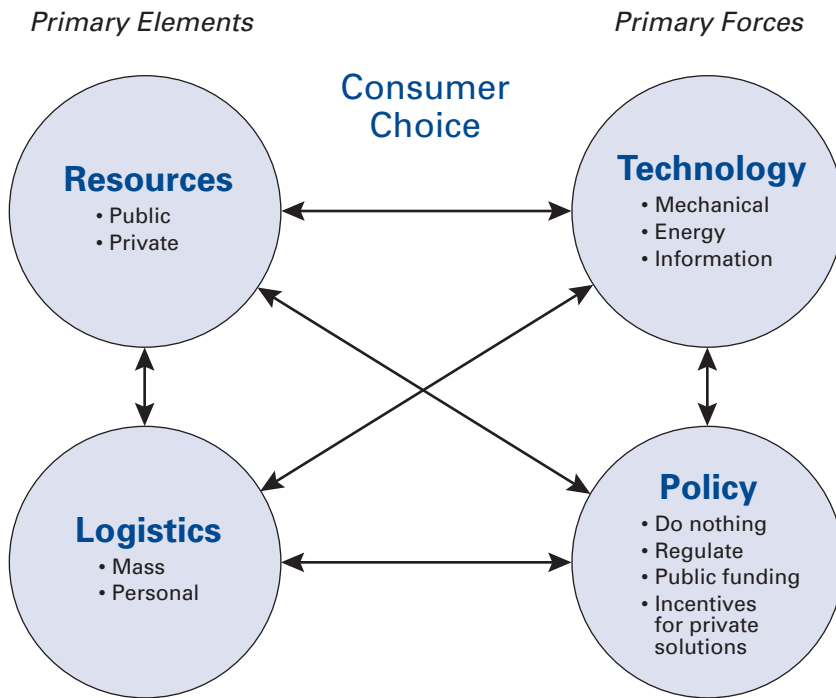 Primary Elements
Primary Forces
Consumer
Choice
Resources
• Public
• Private
Technology
• Mechanical
• Energy
• Information
Logistics
• Mass
• Personal
Policy
• Do nothing
• Regulate
• Public funding
• Incentives
for private
solutions